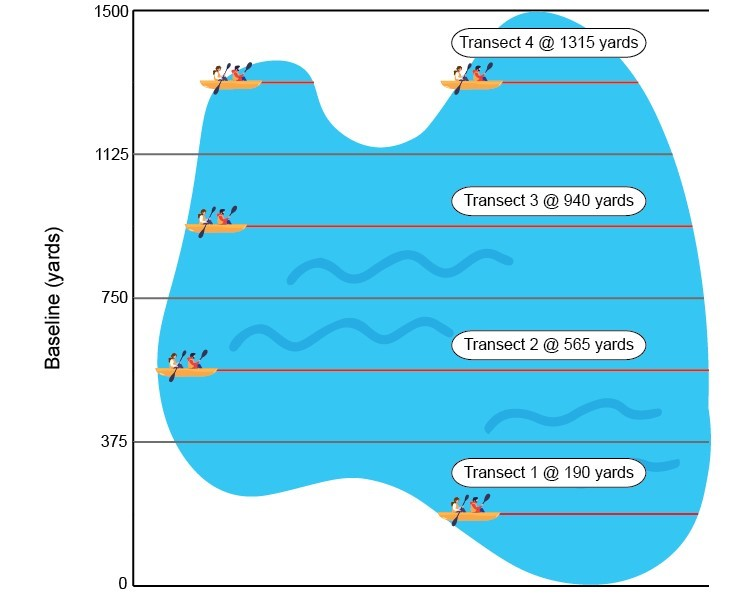 1500
Transect 4 @ 1315 yards
1125
Transect 3 @ 940 yards
Baseline (yards)
750
Transect 2 @ 565 yards
375
Transect 1 @ 190 yards
0